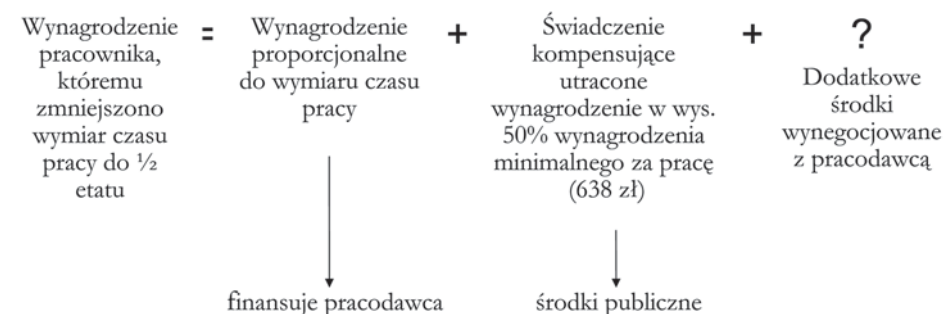 Wynagrodzenie
pracownika,
któremu
zmniejszono
wymiar czasu
pracy do ½
etatu
=
Wynagrodzenie
proporcjonalne
do wymiaru czasu
pracy
+
Świadczenie
kompensujące
utracone
wynagrodzenie w wys.
50% wynagrodzenia
minimalnego za pracę
(638 zł)
+
?
Dodatkowe
środki
wynegocjowane
z pracodawcą
finansuje pracodawca
środki publiczne